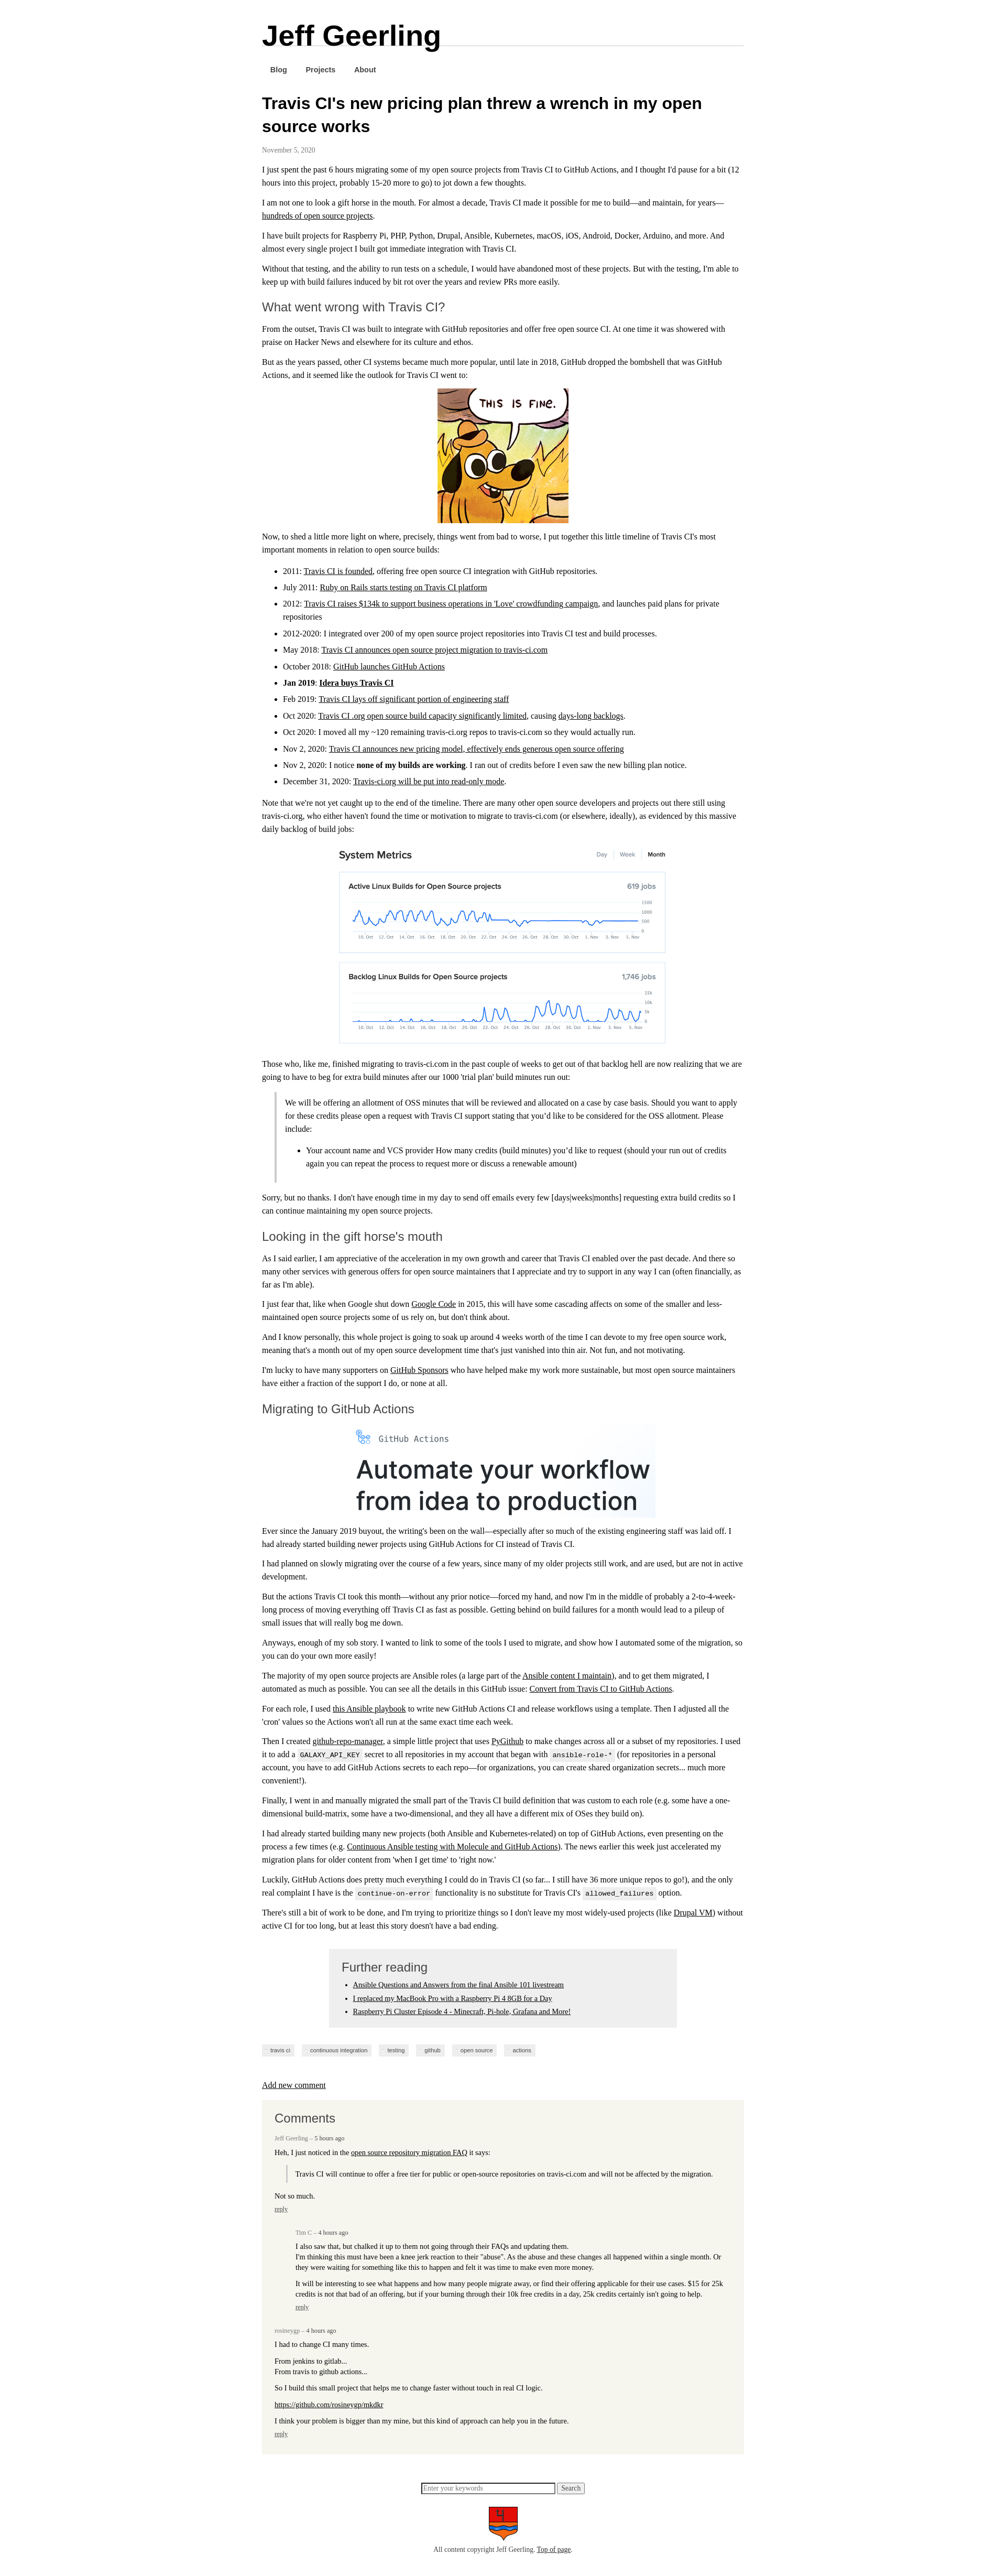 Jeff Geerling
Blog Projects About
Travis CI's new pricing plan threw a wrench in my open
source works
November 5, 2020
I just spent the past 6 hours migrating some of my open source projects from Travis CI to GitHub Actions, and I thought I'd pause for a bit (12
hours into this project, probably 15-20 more to go) to jot down a few thoughts.
I am not one to look a gift horse in the mouth. For almost a decade, Travis CI made it possible for me to build—and maintain, for years—
hundreds of open source projects.
I have built projects for Raspberry Pi, PHP, Python, Drupal, Ansible, Kubernetes, macOS, iOS, Android, Docker, Arduino, and more. And
almost every single project I built got immediate integration with Travis CI.
Without that testing, and the ability to run tests on a schedule, I would have abandoned most of these projects. But with the testing, I'm able to
keep up with build failures induced by bit rot over the years and review PRs more easily.
What went wrong with Travis CI?
From the outset, Travis CI was built to integrate with GitHub repositories and offer free open source CI. At one time it was showered with
praise on Hacker News and elsewhere for its culture and ethos.
But as the years passed, other CI systems became much more popular, until late in 2018, GitHub dropped the bombshell that was GitHub
Actions, and it seemed like the outlook for Travis CI went to:
THIS IS FINE.
Now, to shed a little more light on where, precisely, things went from bad to worse, I put together this little timeline of Travis CI's most
important moments in relation to open source builds:
• 2011: Travis CI is founded, offering free open source CI integration with GitHub repositories.
• July 2011: Ruby on Rails starts testing on Travis CI platform
• 2012: Travis CI raises $134k to support business operations in 'Love' crowdfunding campaign, and launches paid plans for private
repositories
• 2012-2020: I integrated over 200 of my open source project repositories into Travis CI test and build processes.
• May 2018: Travis CI announces open source project migration to travis-ci.com
• October 2018: GitHub launches GitHub Actions
• Jan 2019: Idera buys Travis CI
• Feb 2019: Travis CI lays off significant portion of engineering staff
• Oct 2020: Travis CI .org open source build capacity significantly limited, causing days-long backlogs.
• Oct 2020: I moved all my ~120 remaining travis-ci.org repos to travis-ci.com so they would actually run.
• Nov 2, 2020: Travis CI announces new pricing model, effectively ends generous open source offering
• Nov 2, 2020: I notice none of my builds are working. I ran out of credits before I even saw the new billing plan notice.
• December 31, 2020: Travis-ci.org will be put into read-only mode.
Note that we're not yet caught up to the end of the timeline. There are many other open source developers and projects out there still using
travis-ci.org, who either haven't found the time or motivation to migrate to travis-ci.com (or elsewhere, ideally), as evidenced by this massive
daily backlog of build jobs:
System Metrics Day Week Month
Active Linux Builds for Open Source projects 619 jobs
1500
1000
500
0
10. Oct 12. Oct 14. Oct 16. Oct 18. Oct 20. Oct 22. Oct 24. Oct 26. Oct 28. Oct 30. Oct 1. Nov 3. Nov 5. Nov
Backlog Linux Builds for Open Source projects 1,746 jobs
15k
10k
5k
0
10. Oct 12. Oct 14. Oct 16. Oct 18. Oct 20. Oct 22. Oct 24. Oct 26. Oct 28. Oct 30. Oct 1. Nov 3. Nov 5. Nov
Those who, like me, finished migrating to travis-ci.com in the past couple of weeks to get out of that backlog hell are now realizing that we are
going to have to beg for extra build minutes after our 1000 'trial plan' build minutes run out:
We will be offering an allotment of OSS minutes that will be reviewed and allocated on a case by case basis. Should you want to apply
for these credits please open a request with Travis CI support stating that you’d like to be considered for the OSS allotment. Please
include:
• Your account name and VCS provider How many credits (build minutes) you’d like to request (should your run out of credits
again you can repeat the process to request more or discuss a renewable amount)
Sorry, but no thanks. I don't have enough time in my day to send off emails every few [days|weeks|months] requesting extra build credits so I
can continue maintaining my open source projects.
Looking in the gift horse's mouth
As I said earlier, I am appreciative of the acceleration in my own growth and career that Travis CI enabled over the past decade. And there so
many other services with generous offers for open source maintainers that I appreciate and try to support in any way I can (often financially, as
far as I'm able).
I just fear that, like when Google shut down Google Code in 2015, this will have some cascading affects on some of the smaller and less-
maintained open source projects some of us rely on, but don't think about.
And I know personally, this whole project is going to soak up around 4 weeks worth of the time I can devote to my free open source work,
meaning that's a month out of my open source development time that's just vanished into thin air. Not fun, and not motivating.
I'm lucky to have many supporters on GitHub Sponsors who have helped make my work more sustainable, but most open source maintainers
have either a fraction of the support I do, or none at all.
Migrating to GitHub Actions
GitHub Actions
Automate your workflow
from idea to production
Ever since the January 2019 buyout, the writing's been on the wall—especially after so much of the existing engineering staff was laid off. I
had already started building newer projects using GitHub Actions for CI instead of Travis CI.
I had planned on slowly migrating over the course of a few years, since many of my older projects still work, and are used, but are not in active
development.
But the actions Travis CI took this month—without any prior notice—forced my hand, and now I'm in the middle of probably a 2-to-4-week-
long process of moving everything off Travis CI as fast as possible. Getting behind on build failures for a month would lead to a pileup of
small issues that will really bog me down.
Anyways, enough of my sob story. I wanted to link to some of the tools I used to migrate, and show how I automated some of the migration, so
you can do your own more easily!
The majority of my open source projects are Ansible roles (a large part of the Ansible content I maintain), and to get them migrated, I
automated as much as possible. You can see all the details in this GitHub issue: Convert from Travis CI to GitHub Actions.
For each role, I used this Ansible playbook to write new GitHub Actions CI and release workflows using a template. Then I adjusted all the
'cron' values so the Actions won't all run at the same exact time each week.
Then I created github-repo-manager, a simple little project that uses PyGithub to make changes across all or a subset of my repositories. I used
it to add a GALAXY_API_KEY secret to all repositories in my account that began with ansible-role-* (for repositories in a personal
account, you have to add GitHub Actions secrets to each repo—for organizations, you can create shared organization secrets... much more
convenient!).
Finally, I went in and manually migrated the small part of the Travis CI build definition that was custom to each role (e.g. some have a one-
dimensional build-matrix, some have a two-dimensional, and they all have a different mix of OSes they build on).
I had already started building many new projects (both Ansible and Kubernetes-related) on top of GitHub Actions, even presenting on the
process a few times (e.g. Continuous Ansible testing with Molecule and GitHub Actions). The news earlier this week just accelerated my
migration plans for older content from 'when I get time' to 'right now.'
Luckily, GitHub Actions does pretty much everything I could do in Travis CI (so far... I still have 36 more unique repos to go!), and the only
real complaint I have is the continue-on-error functionality is no substitute for Travis CI's allowed_failures option.
There's still a bit of work to be done, and I'm trying to prioritize things so I don't leave my most widely-used projects (like Drupal VM) without
active CI for too long, but at least this story doesn't have a bad ending.
Further reading
• Ansible Questions and Answers from the final Ansible 101 livestream
• I replaced my MacBook Pro with a Raspberry Pi 4 8GB for a Day
• Raspberry Pi Cluster Episode 4 - Minecraft, Pi-hole, Grafana and More!
travis ci continuous integration testing github open source actions
Add new comment
Comments
Jeff Geerling – 5 hours ago
Heh, I just noticed in the open source repository migration FAQ it says:
Travis CI will continue to offer a free tier for public or open-source repositories on travis-ci.com and will not be affected by the migration.
Not so much.
reply
Tim C – 4 hours ago
I also saw that, but chalked it up to them not going through their FAQs and updating them.
I'm thinking this must have been a knee jerk reaction to their "abuse". As the abuse and these changes all happened within a single month. Or
they were waiting for something like this to happen and felt it was time to make even more money.
It will be interesting to see what happens and how many people migrate away, or find their offering applicable for their use cases. $15 for 25k
credits is not that bad of an offering, but if your burning through their 10k free credits in a day, 25k credits certainly isn't going to help.
reply
rosineygp – 4 hours ago
I had to change CI many times.
From jenkins to gitlab...
From travis to github actions...
So I build this small project that helps me to change faster without touch in real CI logic.
https://github.com/rosineygp/mkdkr
I think your problem is bigger than my mine, but this kind of approach can help you in the future.
reply
Enter your keywords Search
All content copyright Jeff Geerling. Top of page.